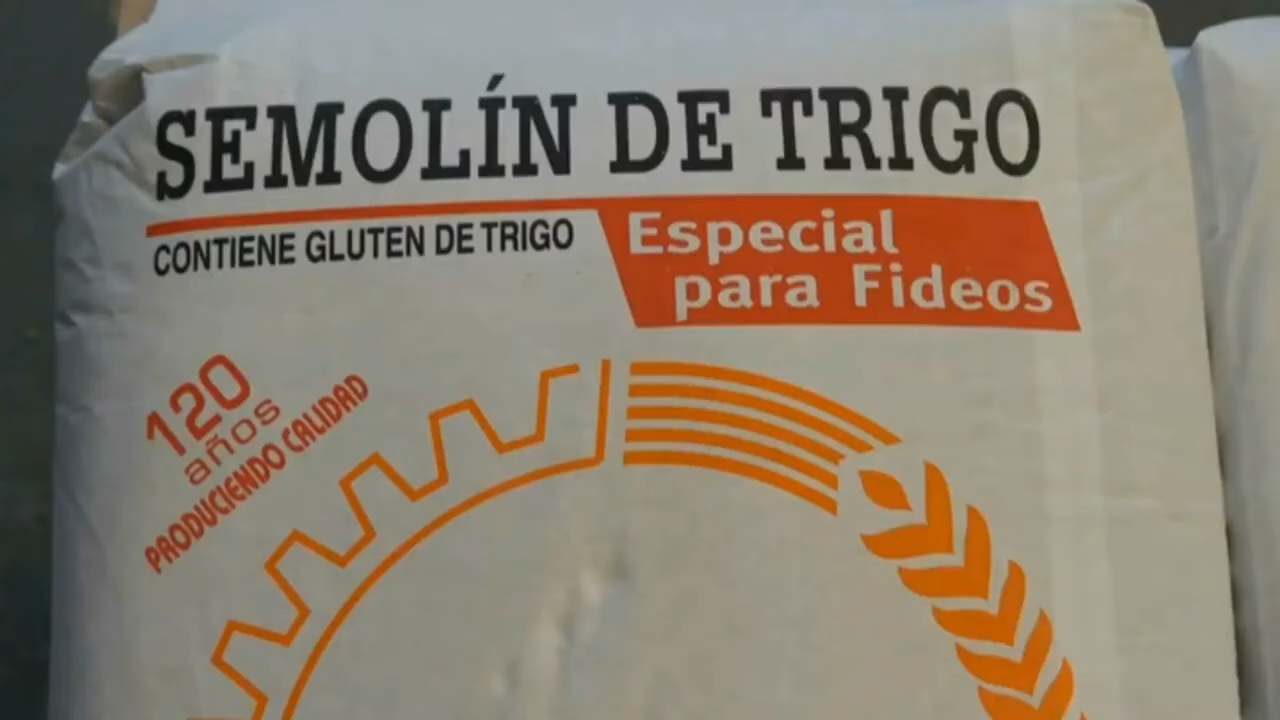 SEMOLÍN DE TRIGO
CONTIENE GLUTEN DE TRIGO
Especial
para Fideos
120
años
PRODUCIENDO CALIDAD